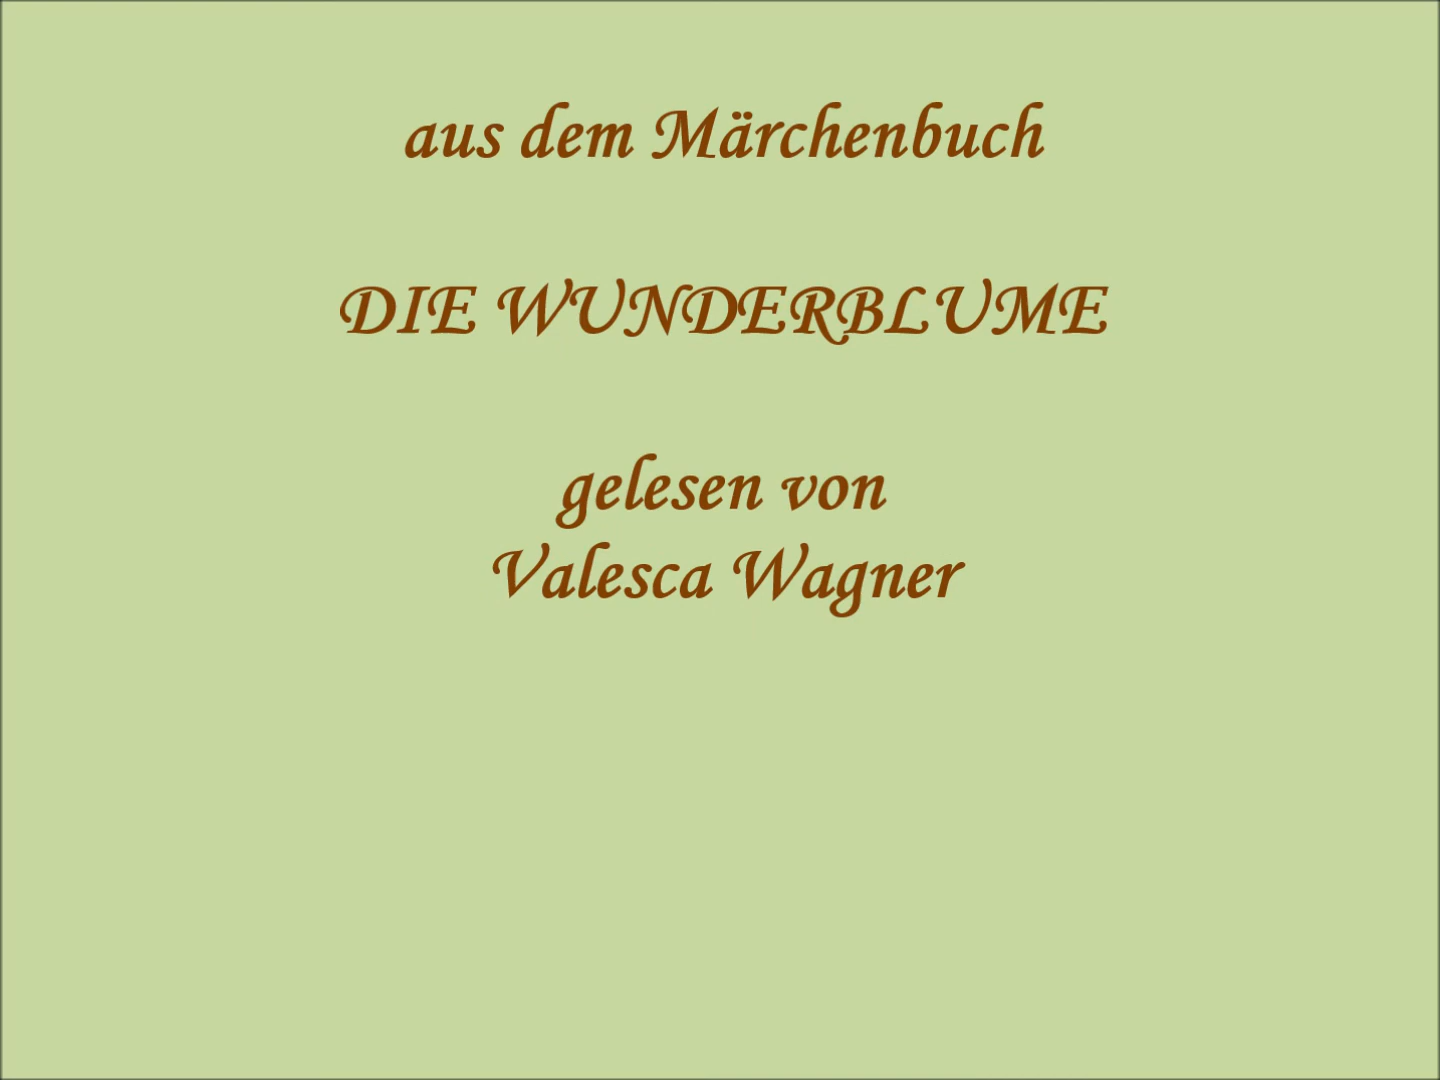 aus dem Märchenbuch
DIE WUNDERBLUME
gelesen von
Valesca Wagner